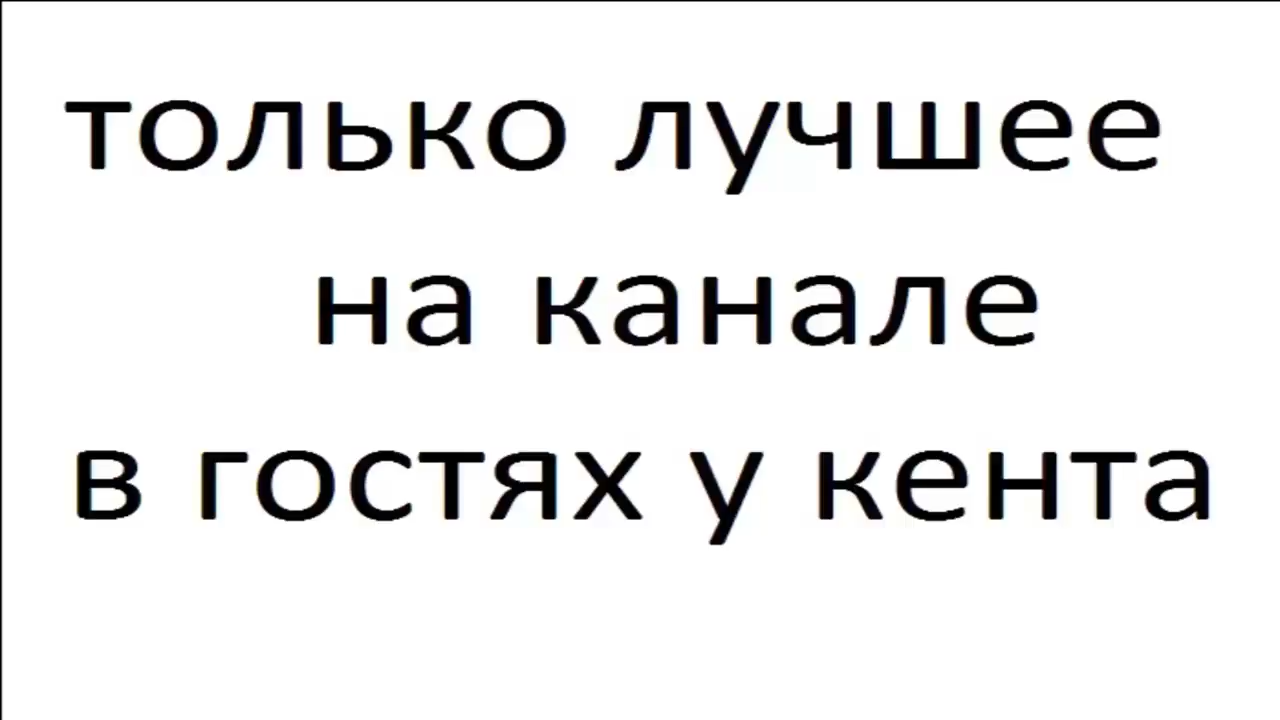 только лучшее
на канале
в гостях у кента